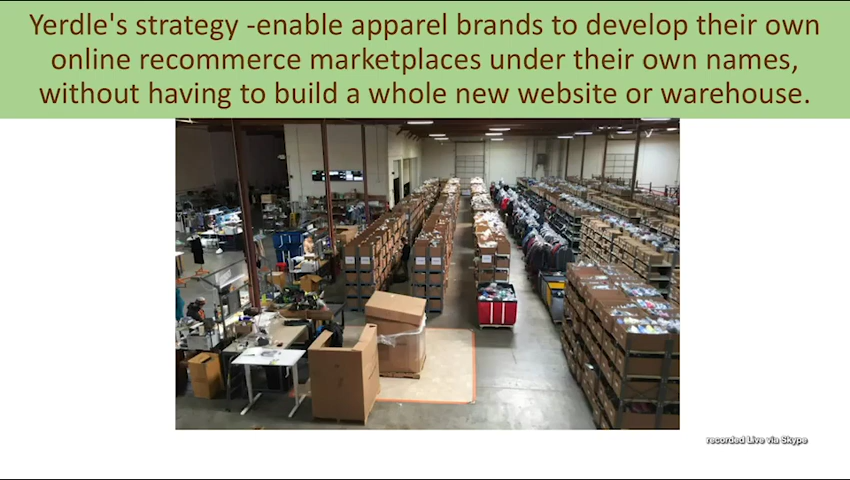 Yerdle's strategy -enable apparel brands to develop their own
online recommerce marketplaces under their own names,
without having to build a whole new website or warehouse.
recorded Live via Skype